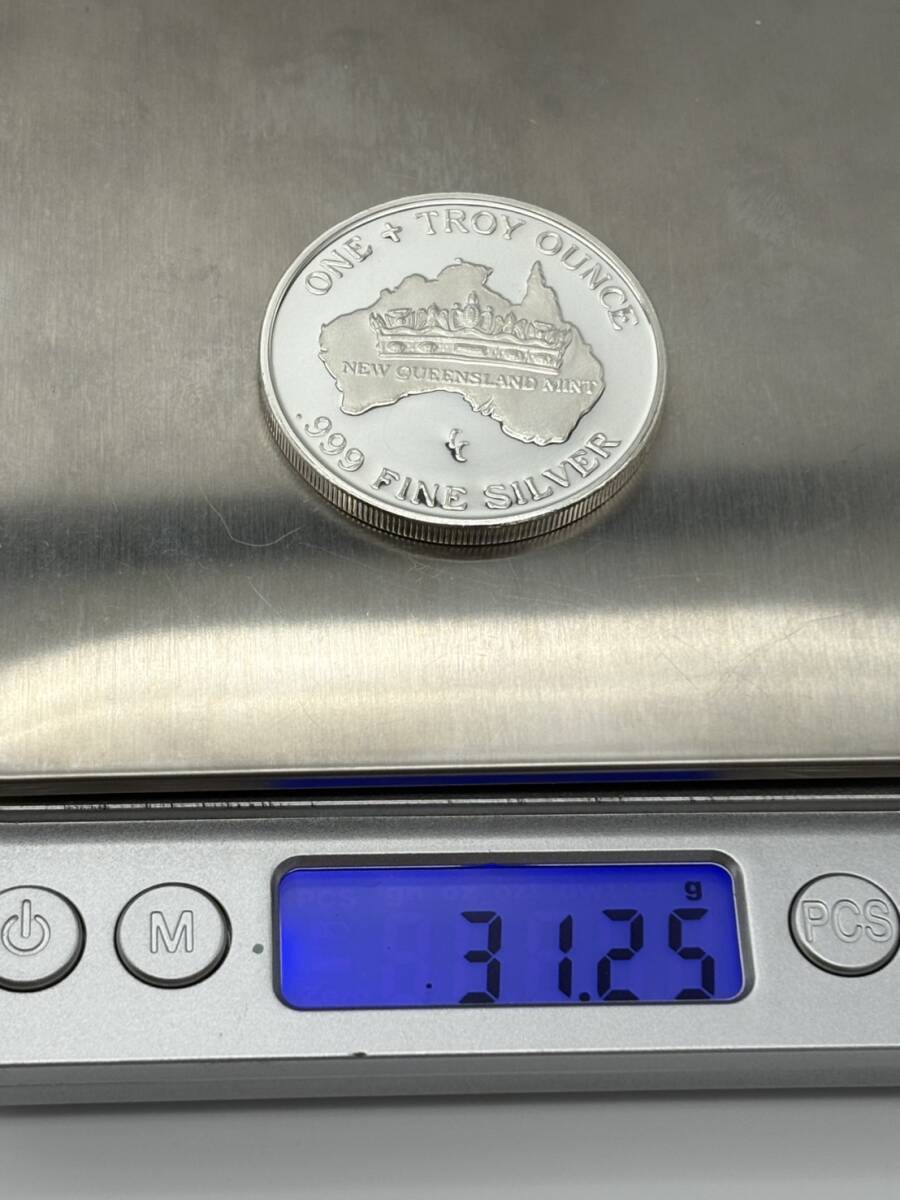 ONE + TROY OUNCE
NEW QUEENSLAND MINT
.999 FINE SILVER
g
31.25
M
PCS